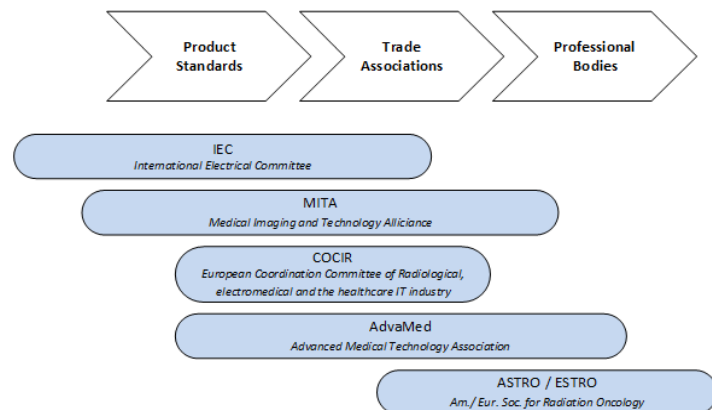 Product
Standards
Trade
Associations
Professional
Bodies
IEC
International Electrical Committee
MITA
Medical Imaging and Technology Alliciance
COCIR
European Coordination Committee of Radiological,
electromedical and the healthcare IT industry
AdvaMed
Advanced Medical Technology Association
ASTRO / ESTRO
Am./ Eur. Soc. for Radiation Oncology